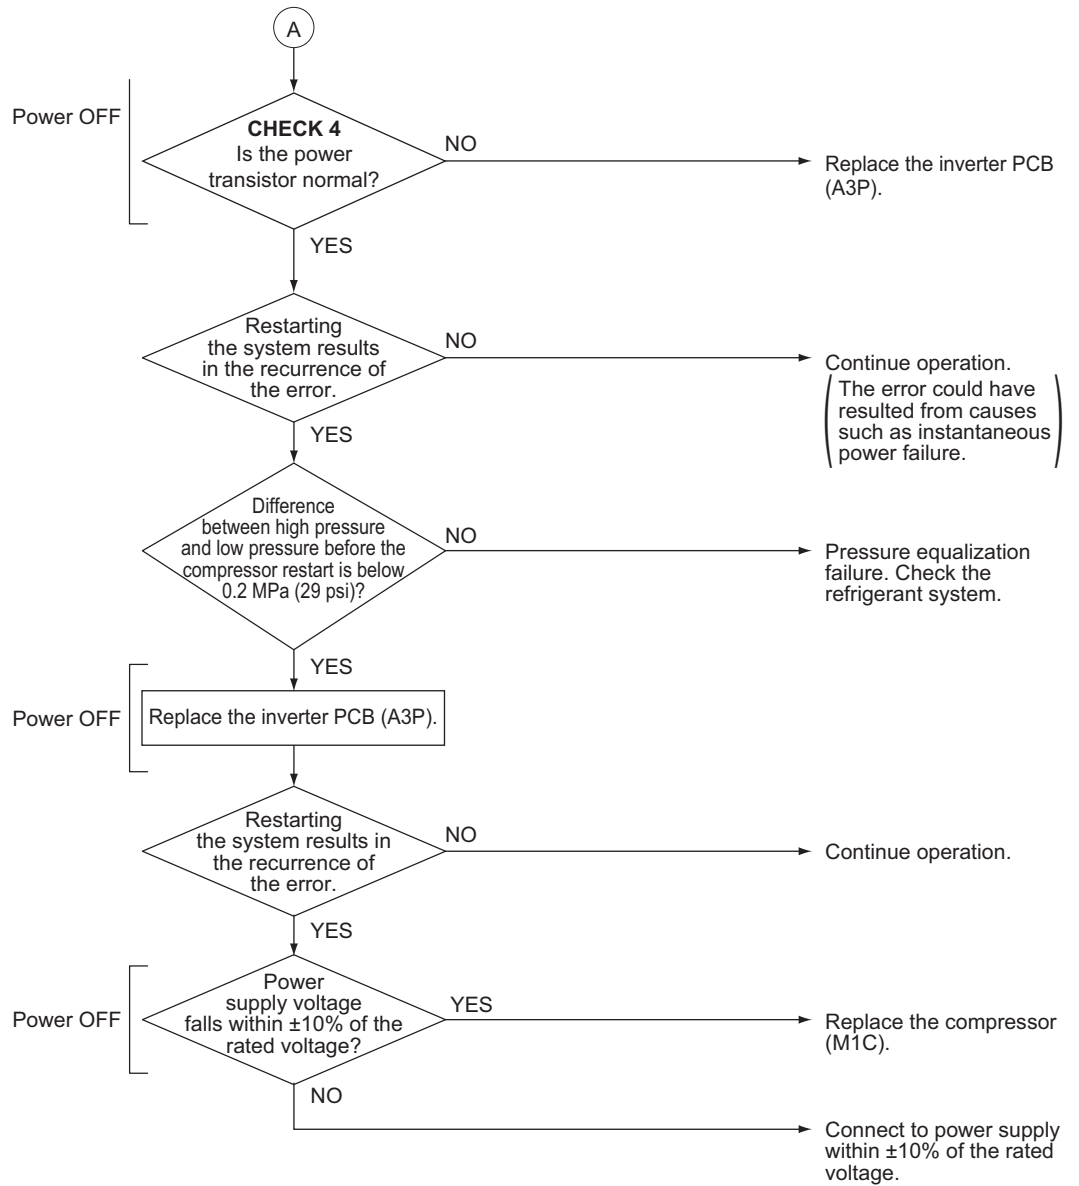 A
Power OFF
CHECK 4
Is the power
transistor normal?
NO
Replace the inverter PCB
(A3P).
YES
Restarting
the system results
in the recurrence of
the error.
NO
Continue operation.
The error could have
resulted from causes
such as instantaneous
power failure.
YES
Difference
between high pressure
and low pressure before the
compressor restart is below
0.2 MPa (29 psi)?
NO
Pressure equalization
failure. Check the
refrigerant system.
YES
Power OFF
Replace the inverter PCB (A3P).
Restarting
the system results in
the recurrence of
the error.
NO
Continue operation.
YES
Power OFF
Power
supply voltage
falls within ±10% of the
rated voltage?
YES
Replace the compressor
(M1C).
NO
Connect to power supply
within ±10% of the rated
voltage.